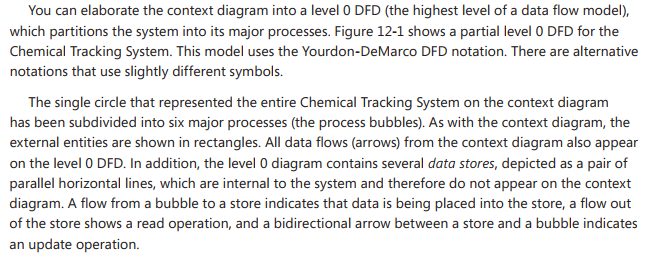 You can elaborate the context diagram into a level 0 DFD (the highest level of a data flow model),
which partitions the system into its major processes. Figure 12-1 shows a partial level 0 DFD for the
Chemical Tracking System. This model uses the Yourdon-DeMarco DFD notation. There are alternative
notations that use slightly different symbols.
The single circle that represented the entire Chemical Tracking System on the context diagram
has been subdivided into six major processes (the process bubbles). As with the context diagram, the
external entities are shown in rectangles. All data flows (arrows) from the context diagram also appear
on the level 0 DFD. In addition, the level 0 diagram contains several data stores, depicted as a pair of
parallel horizontal lines, which are internal to the system and therefore do not appear on the context
diagram. A flow from a bubble to a store indicates that data is being placed into the store, a flow out
of the store shows a read operation, and a bidirectional arrow between a store and a bubble indicates
an update operation.